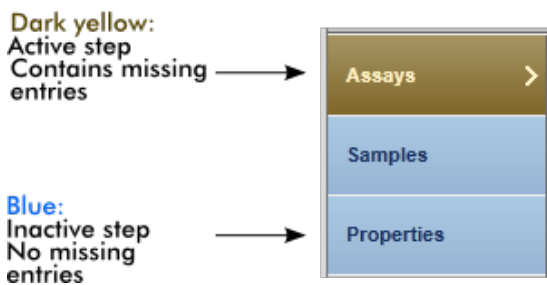 Dark yellow:
Active step
Contains missing
entries
Assays
Samples
Blue:
Inactive step
No missing
entries
Properties